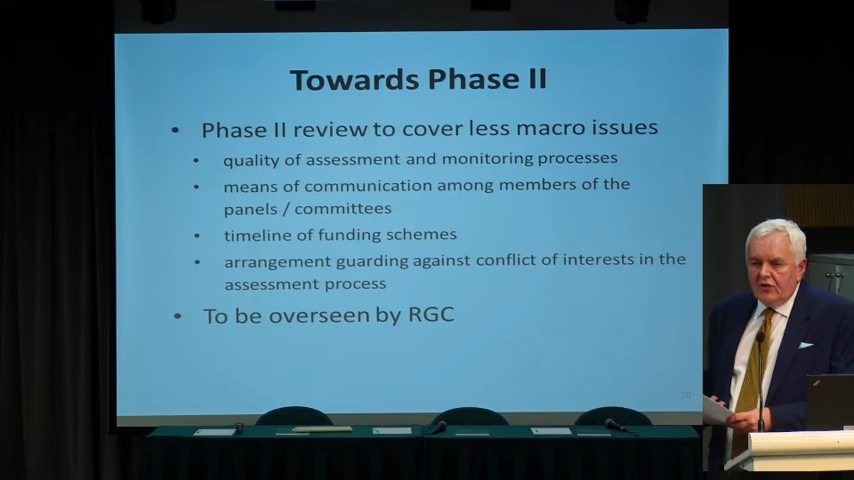 Towards Phase II
• Phase II review to cover less macro issues
• quality of assessment and monitoring processes
• means of communication among members of the
panels / committees
• timeline of funding schemes
• arrangement guarding against conflict of interests in the
assessment process
• To be overseen by RGC
20